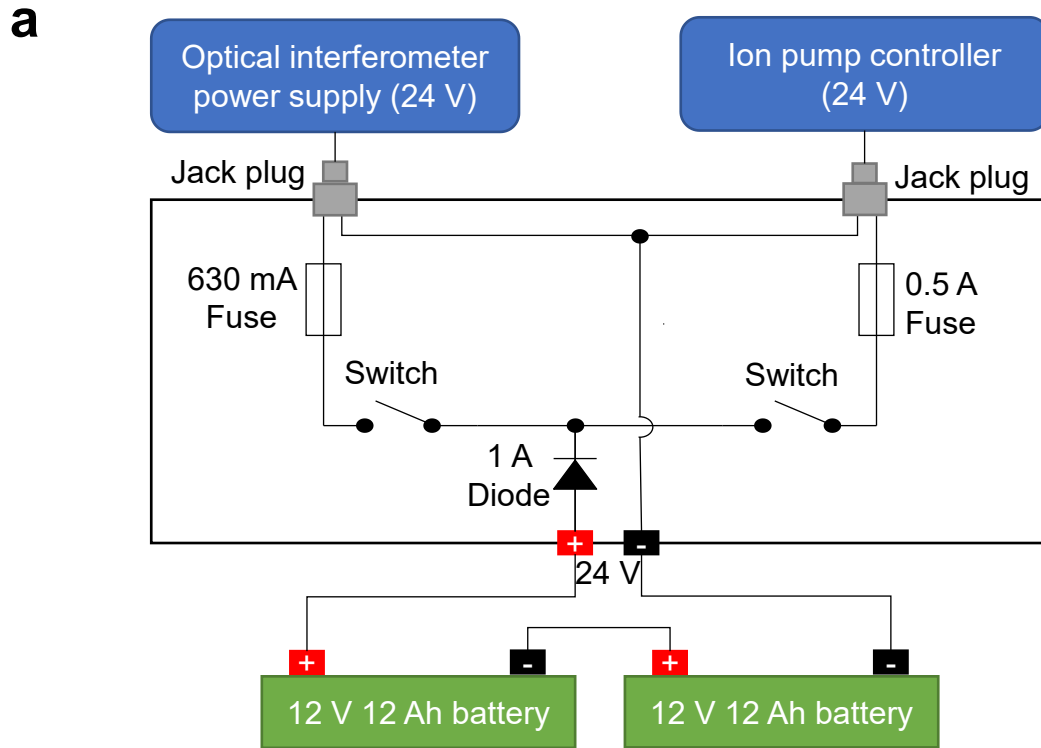 a
Optical interferometer
power supply (24 V)
Ion pump controller
(24 V)
Jack plug
Jack plug
630 mA
Fuse
0.5 A
Fuse
Switch
Switch
1 A
Diode
+
-
24 V
+
-
+
-
12 V 12 Ah battery
12 V 12 Ah battery